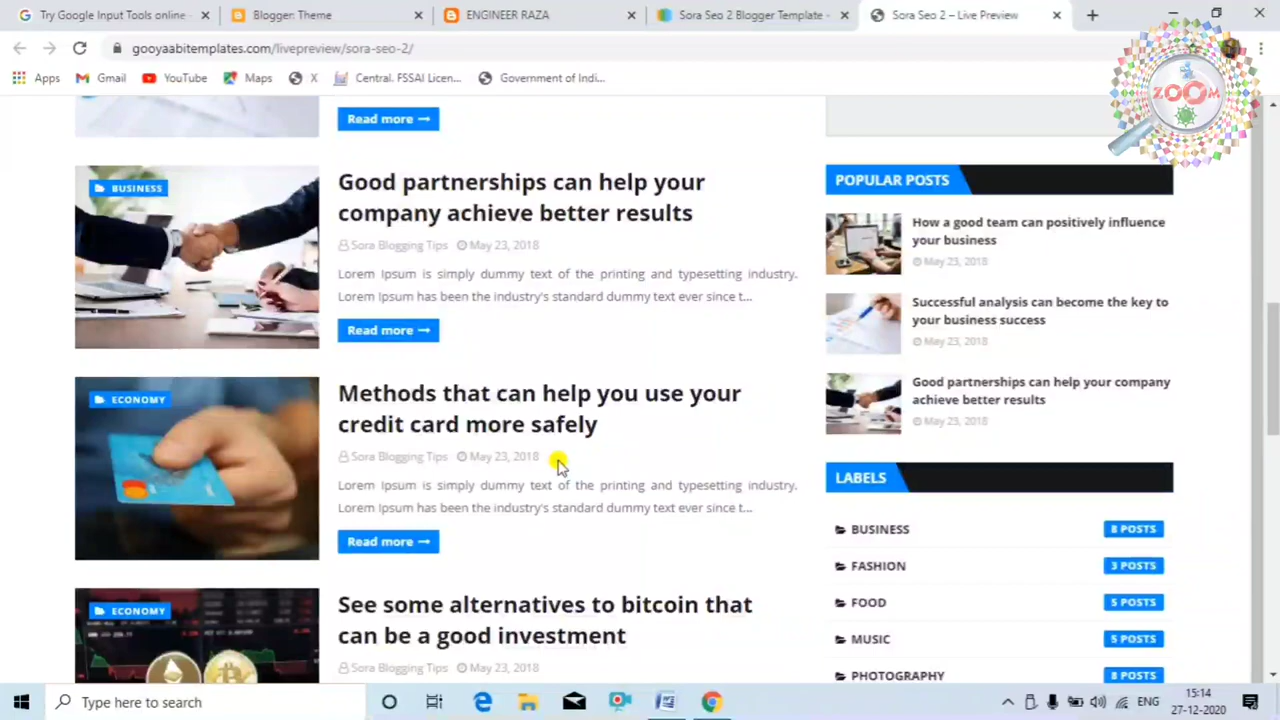 Try Google Input Tools online -
Blogger: Theme
ENGINEER RAZA
Sora Seo 2 Blogger Template -
Sora Seo 2 – Live Preview
gooyaabitemplates.com/livepreview/sora-seo-2/
Apps
Gmail
YouTube
Maps
X
Central. FSSAI Licen...
Government of Indi...
ZOOM
Read more
BUSINESS
Good partnerships can help your
company achieve better results
Sora Blogging Tips May 23, 2018
Lorem Ipsum is simply dummy text of the printing and typesetting industry.
Lorem Ipsum has been the industry's standard dummy text ever since t...
Read more
ECONOMY
Methods that can help you use your
credit card more safely
Sora Blogging Tips May 23, 2018
Lorem Ipsum is simply dummy text of the printing and typesetting industry.
Lorem Ipsum has been the industry's standard dummy text ever since t...
Read more
ECONOMY
See some alternatives to bitcoin that
can be a good investment
Sora Blogging Tips May 23, 2018
POPULAR POSTS
How a good team can positively influence
your business
May 23, 2018
Successful analysis can become the key to
your business success
May 23, 2018
Good partnerships can help your company
achieve better results
May 23, 2018
LABELS
BUSINESS 8 POSTS
FASHION 3 POSTS
FOOD 5 POSTS
MUSIC 5 POSTS
PHOTOGRAPHY 8 POSTS
Type here to search
ENG
15:14
27-12-2020